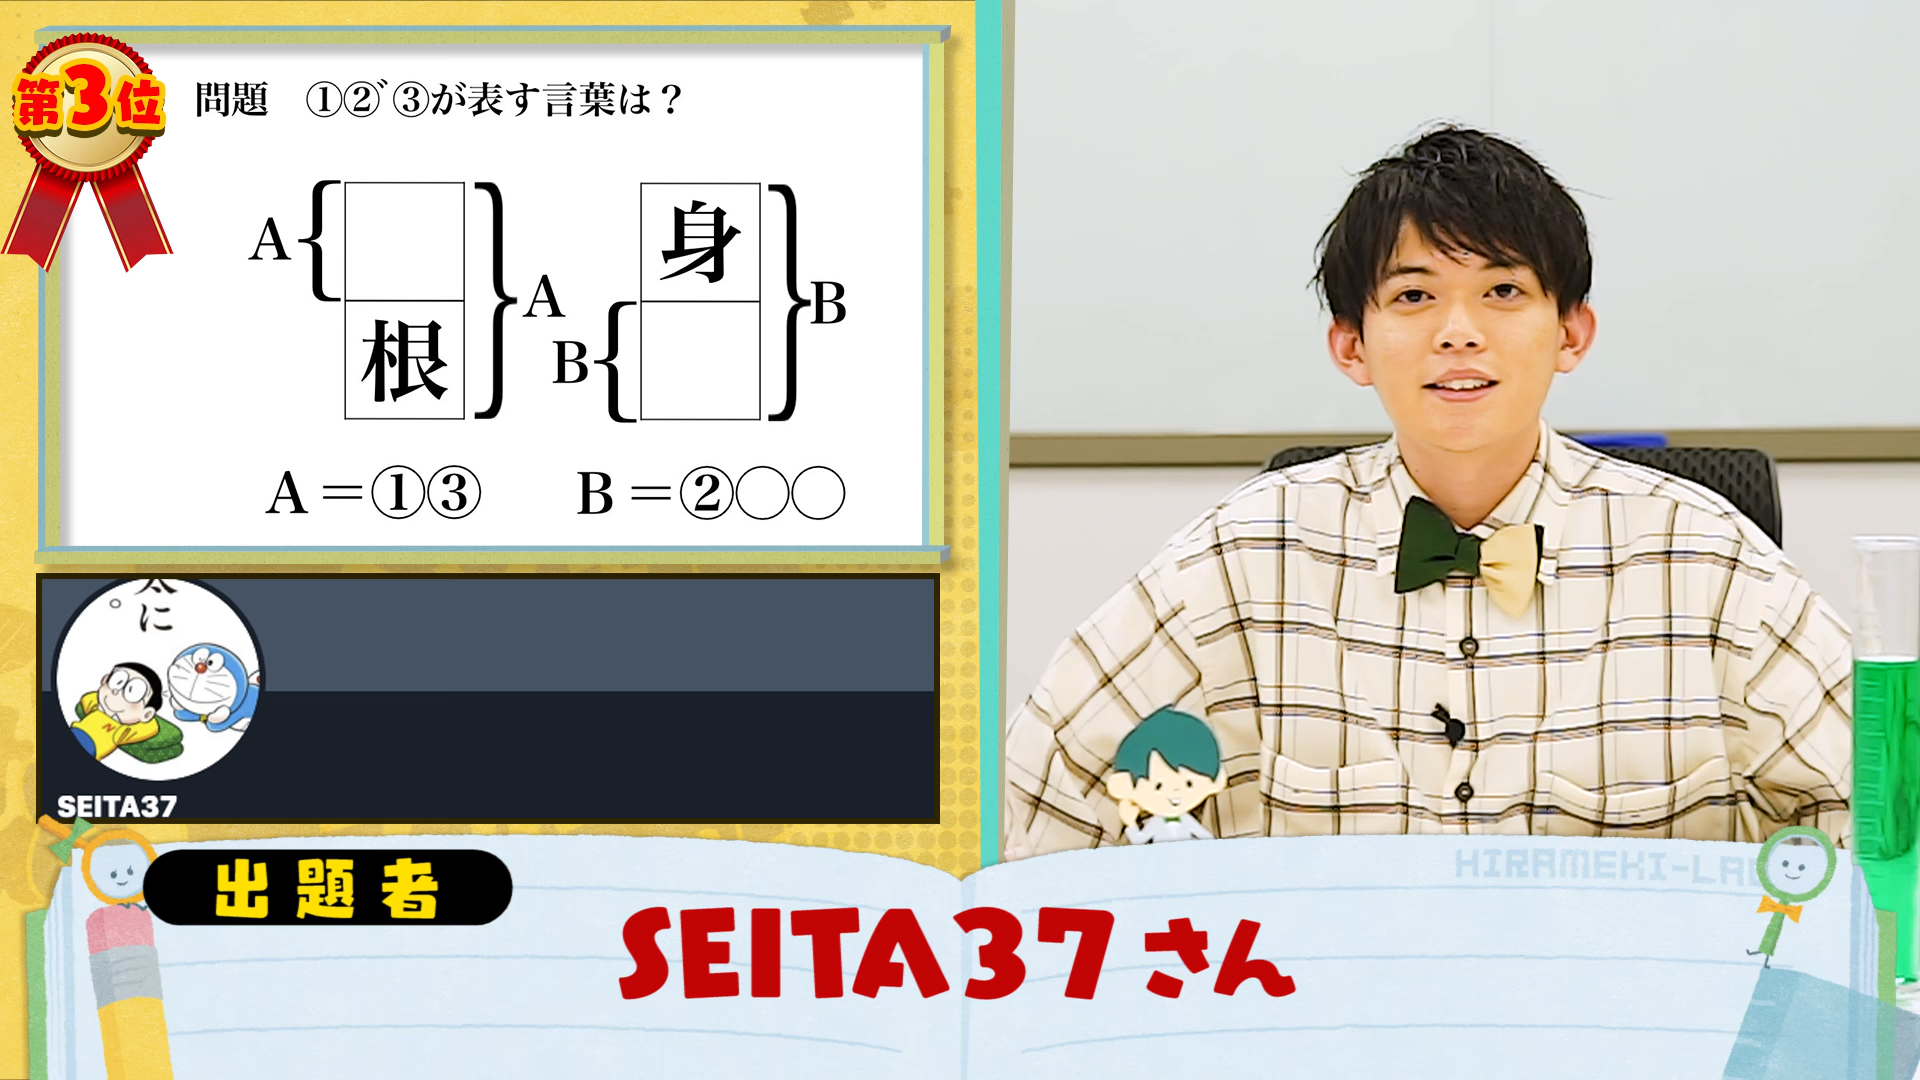 第3位
問題 ①②゛③が表す言葉は？
A
A
根
身
B
B
A＝①③ B＝②○○
に。
SEITA37
出題者
SEITA37さん
HIRAMEKI-LAB